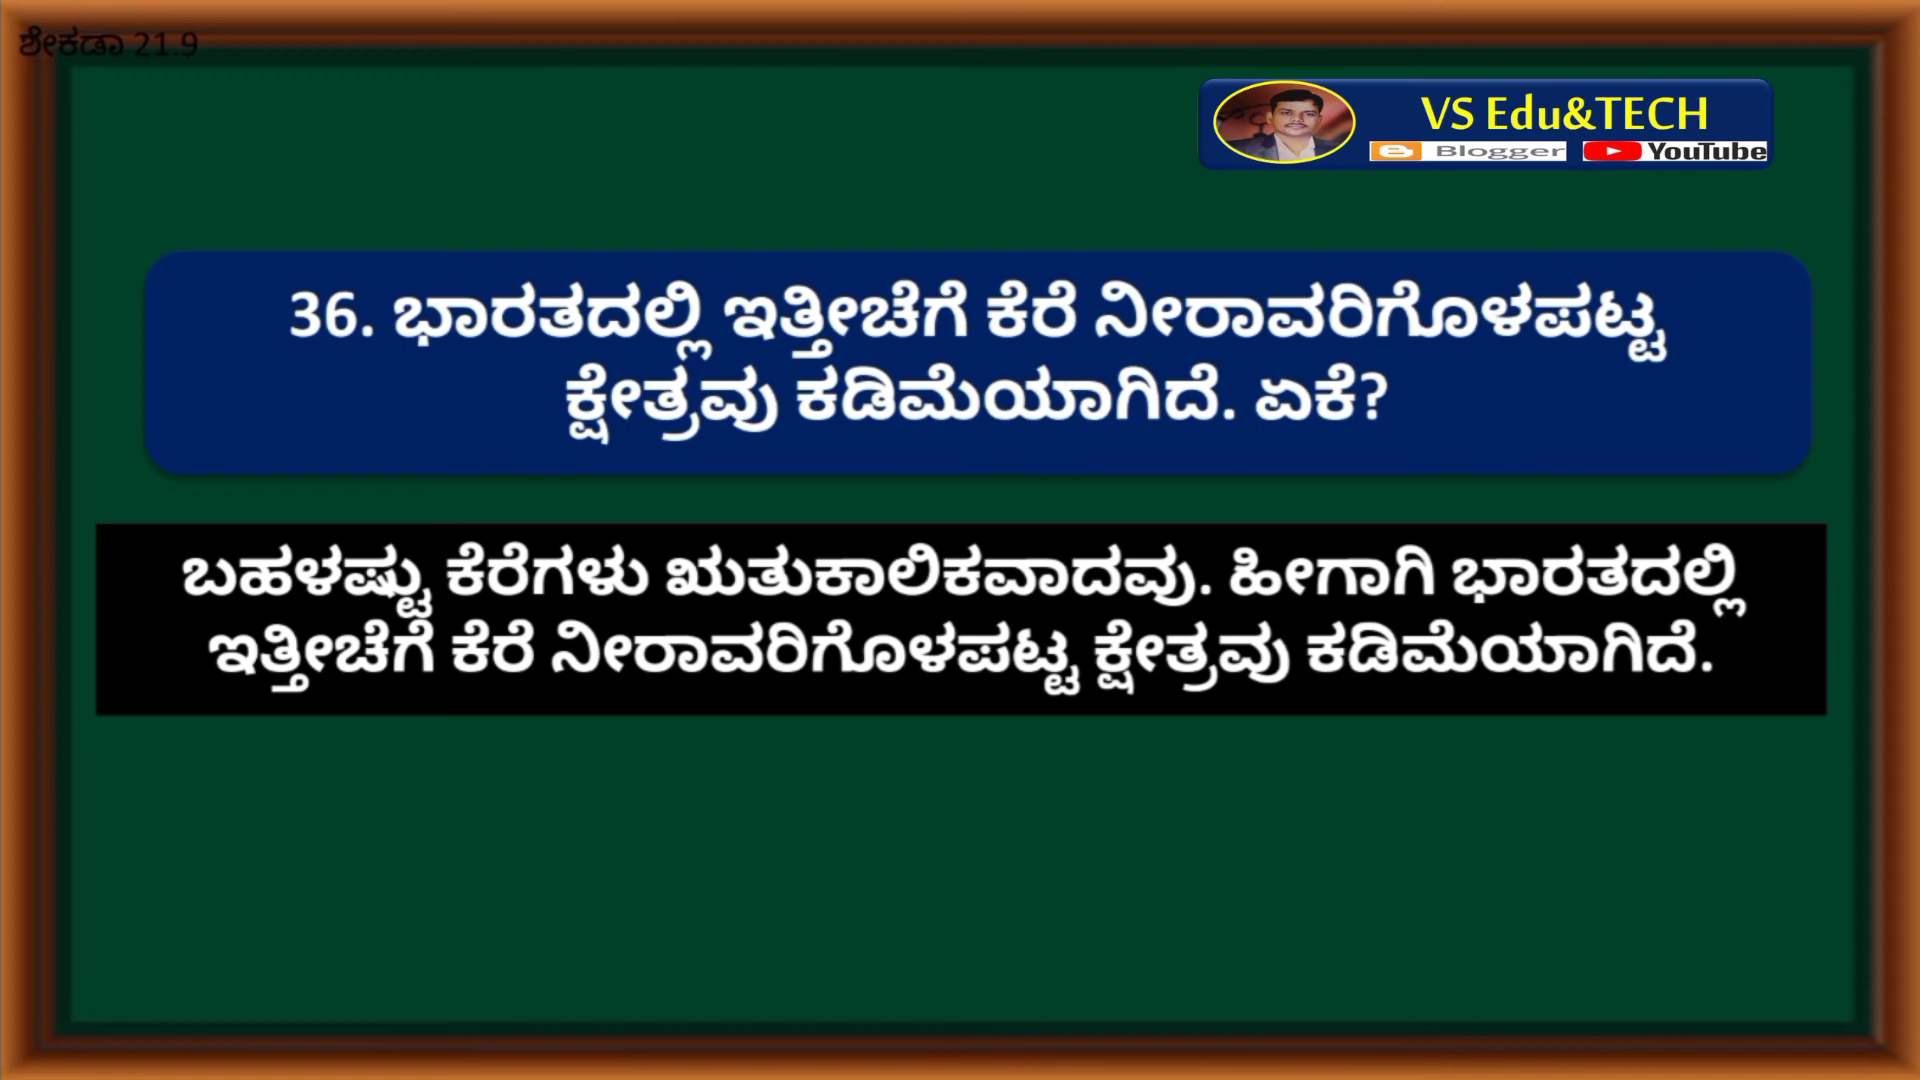 ಶೇಕಡಾ 21.9
VS Edu&TECH
Blogger YouTube
36. ಭಾರತದಲ್ಲಿ ಇತ್ತೀಚೆಗೆ ಕೆರೆ ನೀರಾವರಿಗೊಳಪಟ್ಟ
ಕ್ಷೇತ್ರವು ಕಡಿಮೆಯಾಗಿದೆ. ಏಕೆ?
ಬಹಳಷ್ಟು ಕೆರೆಗಳು ಋತುಕಾಲಿಕವಾದವು. ಹೀಗಾಗಿ ಭಾರತದಲ್ಲಿ
ಇತ್ತೀಚೆಗೆ ಕೆರೆ ನೀರಾವರಿಗೊಳಪಟ್ಟ ಕ್ಷೇತ್ರವು ಕಡಿಮೆಯಾಗಿದೆ.